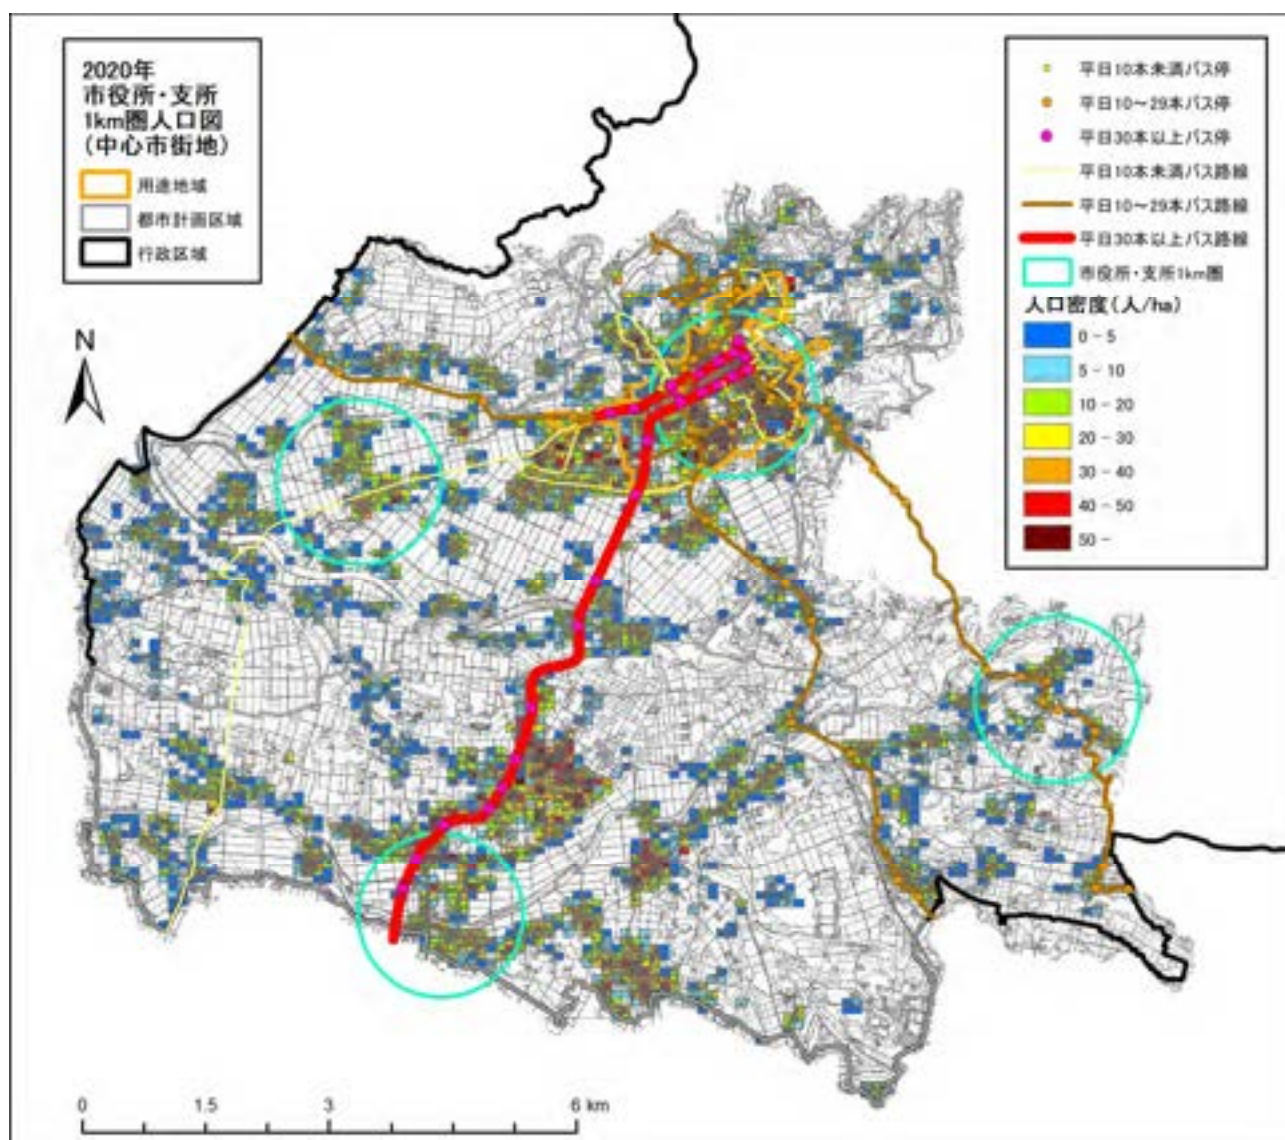 2020年
市役所・支所
1km圏人口図
(中心市街地)
用途地域
都市計画区域
行政区域
平日10本未満バス停
平日10~29本バス停
平日30本以上バス停
平日10本未満バス路線
平日10~29本バス路線
平日30本以上バス路線
市役所・支所1km圏
人口密度(人/ha)
0 - 5
5 - 10
10 - 20
20 - 30
30 - 40
40 - 50
50 -
N
0 1.5 3 6 km